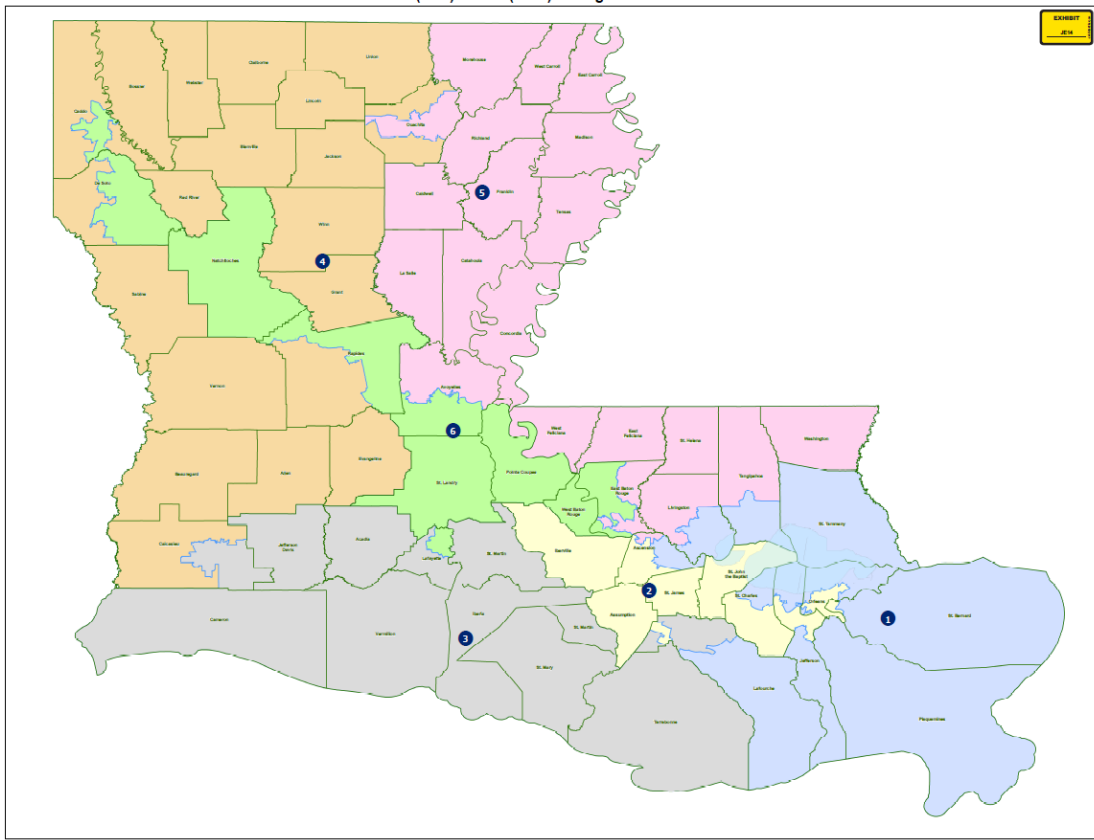 EXHIBIT
JE14
Claiborne
Union
Morehouse
West Carroll
East Carroll
Bossier
Webster
Lincoln
Caddo
Ouachita
Richland
Madison
Bienville
Jackson
De Soto
Red River
Caldwell
5
Franklin
Tensas
Winn
Natchitoches
4
La Salle
Catahoula
Sabine
Grant
Concordia
Rapides
Vernon
Avoyelles
6
West
Feliciana
East
Feliciana
St. Helena
Washington
Beauregard
Allen
Evangeline
St. Landry
Pointe Coupee
Tangipahoa
East Baton
Rouge
West Baton
Rouge
Livingston
St. Tammany
Calcasieu
Jefferson
Davis
Acadia
Lafayette
St. Martin
Iberville
Ascension
St. John
the Baptist
2
St. James
St. Charles
Orleans
Cameron
Vermilion
Iberia
3
St. Martin
Assumption
1
St. Bernard
St. Mary
Jefferson
Lafourche
Terrebonne
Plaquemines